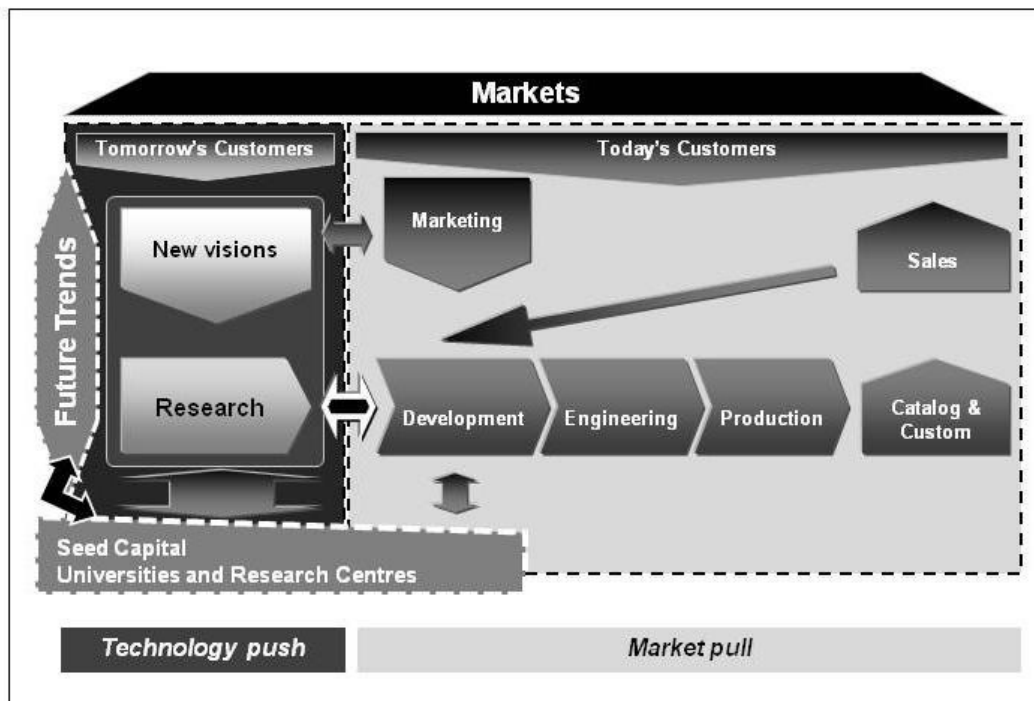 Markets
Tomorrow's Customers
Today's Customers
Future Trends
New visions
Marketing
Sales
Research
Development
Engineering
Production
Catalog &
Custom
Seed Capital
Universities and Research Centres
Technology push
Market pull